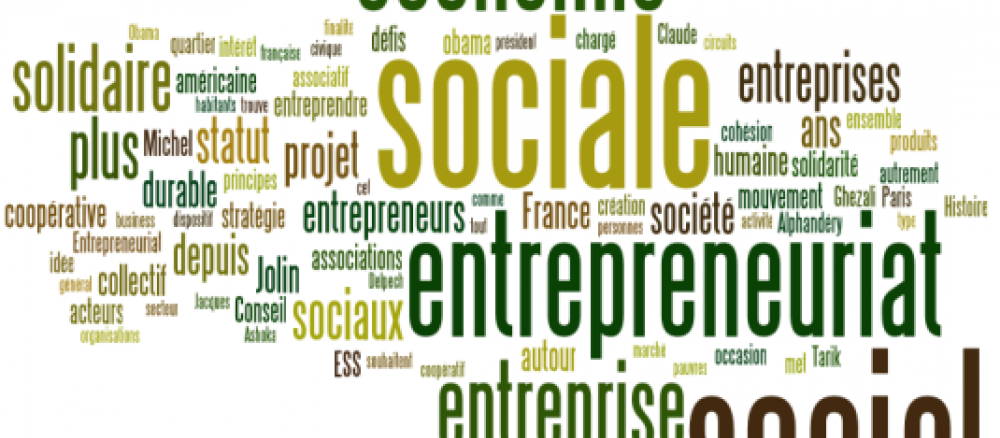 économie
Obama quartier intérêt finalité française civique défis obama président chargé Claude circuits
solidaire américaine associatif sociale entreprises
habitants trouve entreprendre
plus Michel statut projet cohésion ans ensemble produits
humaine solidarité autrement
durable principes cel mouvement Ghezali Paris
coopérative business dispositif stratégie entrepreneurs comme tout France création personnes société activité Alphandéry type Histoire
Entrepreneurial depuis associations entrepreneuriat
idée général collectif Jolin Delpech
acteurs secteur Jacques Conseil sociaux
organisations Ashoka
ESS souhaitent coopératif autour marché pauvres occasion met Tarik
entreprise social